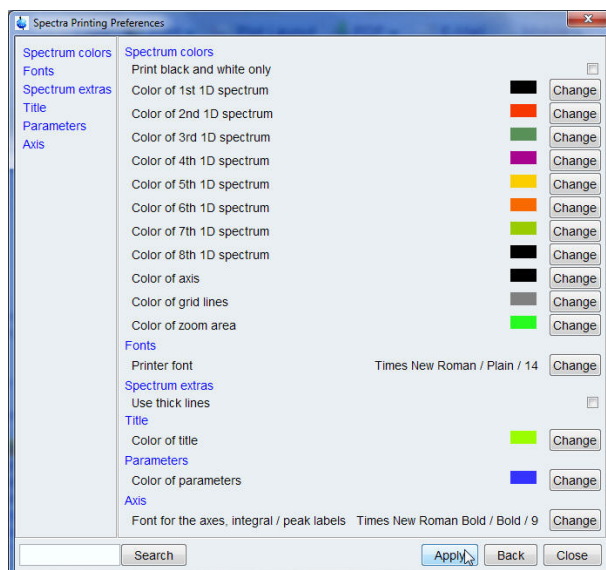 Spectra Printing Preferences
Spectrum colors
Fonts
Spectrum extras
Title
Parameters
Axis
Spectrum colors
Print black and white only
Color of 1st 1D spectrum Change
Color of 2nd 1D spectrum Change
Color of 3rd 1D spectrum Change
Color of 4th 1D spectrum Change
Color of 5th 1D spectrum Change
Color of 6th 1D spectrum Change
Color of 7th 1D spectrum Change
Color of 8th 1D spectrum Change
Color of axis Change
Color of grid lines Change
Color of zoom area Change
Fonts
Printer font Times New Roman / Plain / 14 Change
Spectrum extras
Use thick lines
Title
Color of title Change
Parameters
Color of parameters Change
Axis
Font for the axes, integral / peak labels Times New Roman Bold / Bold / 9 Change
Search Apply Back Close